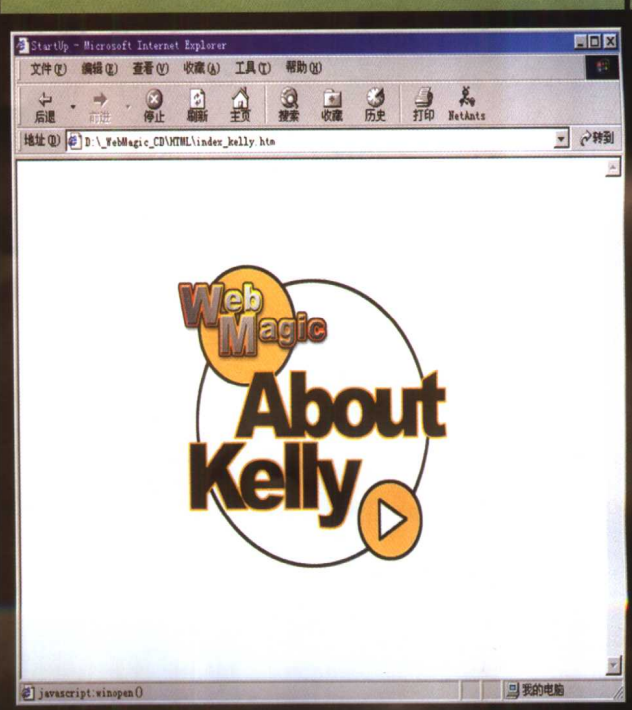 StartUp - Microsoft Internet Explorer
文件(F) 编辑(E) 查看(V) 收藏(A) 工具(T) 帮助(H)
后退 前进 停止 刷新 主页 搜索 收藏 历史 打印 NetAnts
地址(D) D:\_WebMagic_CD\HTML\index_kelly.htm 转到
Web
Magic
About
Kelly
javascript:winopen() 我的电脑